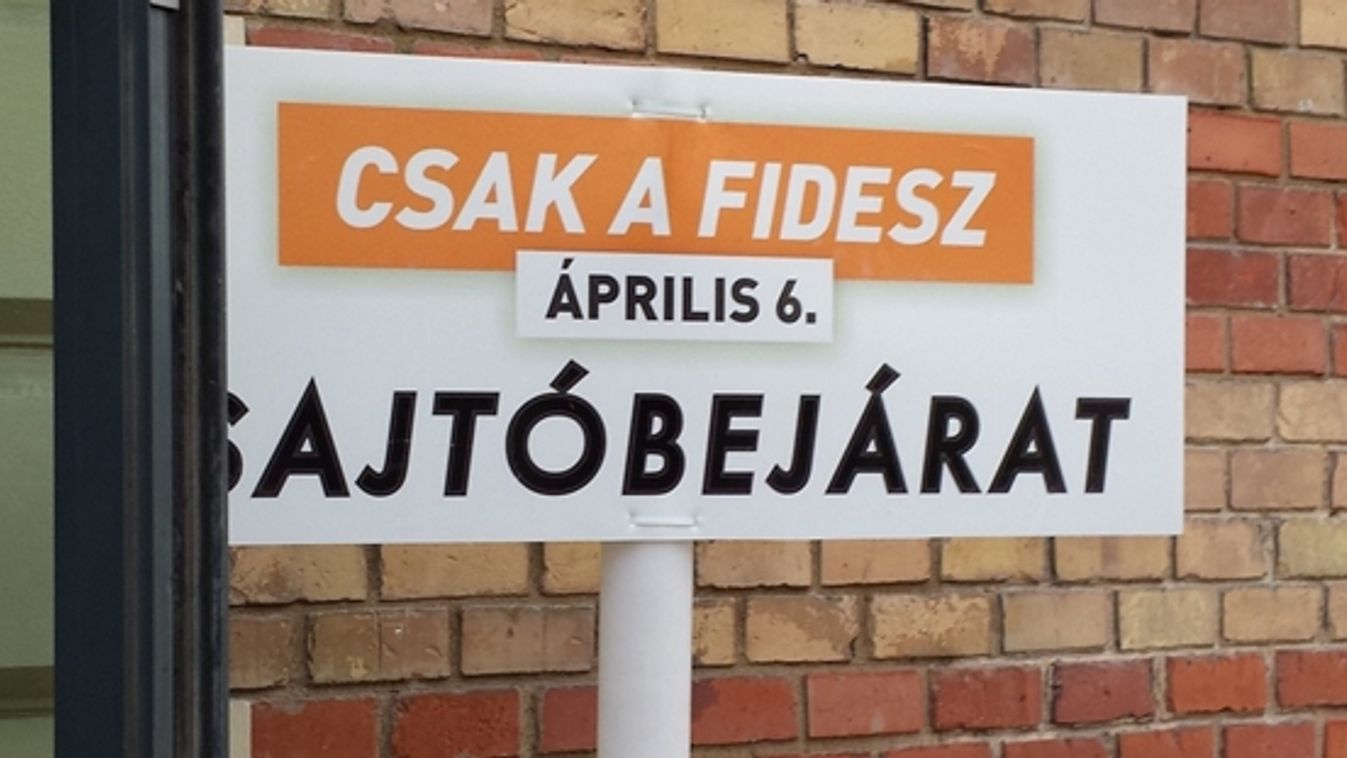 CSAK A FIDESZ
ÁPRILIS 6.
SAJTÓBEJÁRAT